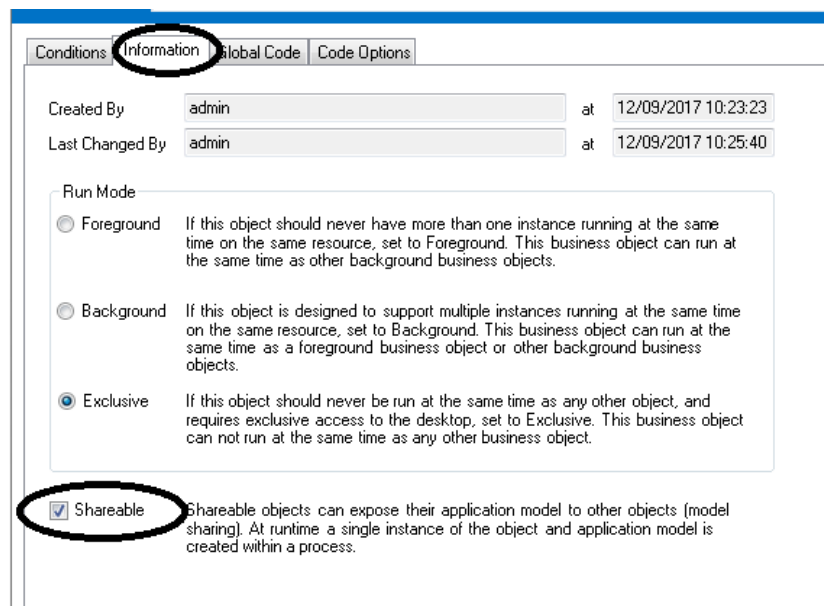 Conditions Information Global Code Code Options
Created By admin at 12/09/2017 10:23:23
Last Changed By admin at 12/09/2017 10:25:40
Run Mode
Foreground If this object should never have more than one instance running at the same
time on the same resource, set to Foreground. This business object can run at
the same time as other background business objects.
Background If this object is designed to support multiple instances running at the same time
on the same resource, set to Background. This business object can run at the
same time as a foreground business object or other background business
objects.
Exclusive If this object should never be run at the same time as any other object, and
requires exclusive access to the desktop, set to Exclusive. This business object
can not run at the same time as any other business object.
Shareable Shareable objects can expose their application model to other objects (model
sharing). At runtime a single instance of the object and application model is
created within a process.